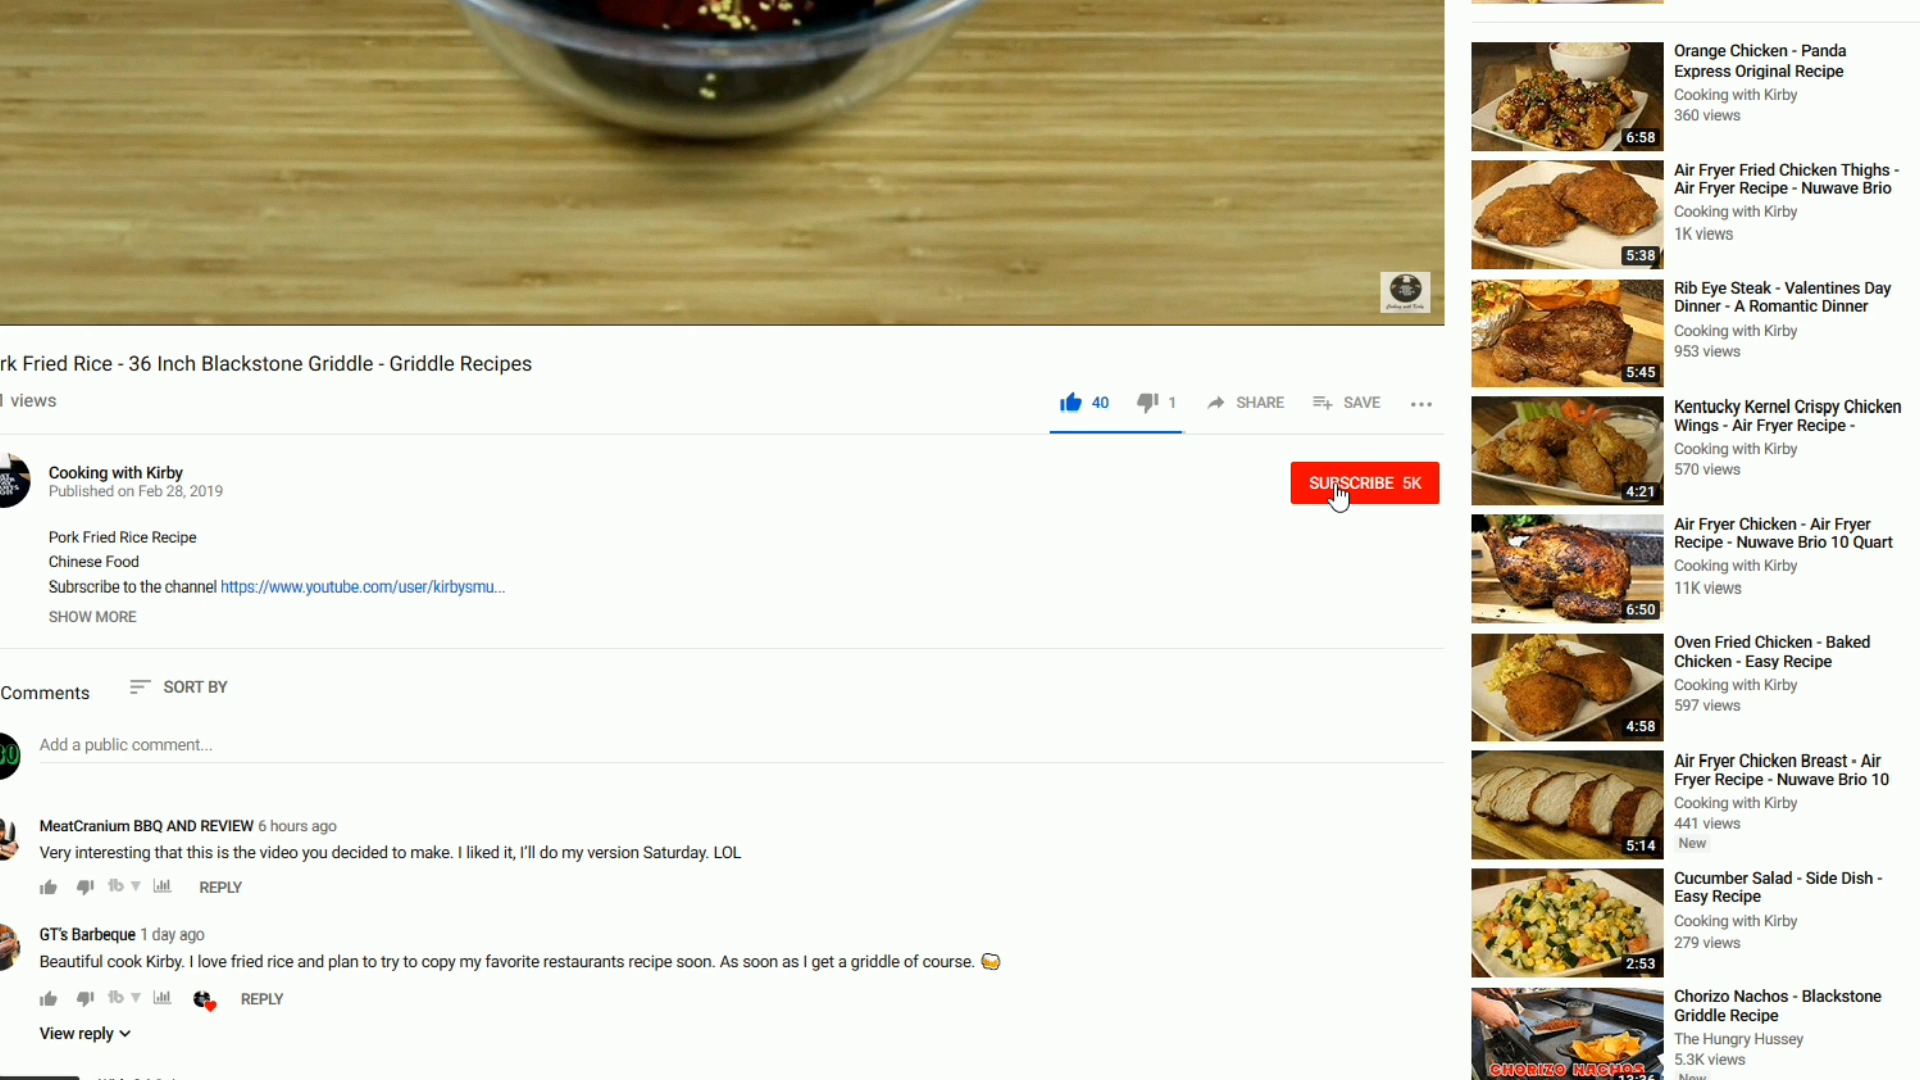 rk Fried Rice - 36 Inch Blackstone Griddle - Griddle Recipes
1 views
40
1
SHARE
SAVE
Cooking with Kirby
Published on Feb 28, 2019
SUBSCRIBE 5K
Pork Fried Rice Recipe
Chinese Food
Subrscribe to the channel https://www.youtube.com/user/kirbysmu...
SHOW MORE
Comments
SORT BY
Add a public comment...
MeatCranium BBQ AND REVIEW 6 hours ago
Very interesting that this is the video you decided to make. I liked it, I'll do my version Saturday. LOL
REPLY
GT's Barbeque 1 day ago
Beautiful cook Kirby. I love fried rice and plan to try to copy my favorite restaurants recipe soon. As soon as I get a griddle of course.
REPLY
View reply
Orange Chicken - Panda
Express Original Recipe
Cooking with Kirby
360 views
6:58
Air Fryer Fried Chicken Thighs -
Air Fryer Recipe - Nuwave Brio
Cooking with Kirby
1K views
5:38
Rib Eye Steak - Valentines Day
Dinner - A Romantic Dinner
Cooking with Kirby
953 views
5:45
Kentucky Kernel Crispy Chicken
Wings - Air Fryer Recipe -
Cooking with Kirby
570 views
4:21
Air Fryer Chicken - Air Fryer
Recipe - Nuwave Brio 10 Quart
Cooking with Kirby
11K views
6:50
Oven Fried Chicken - Baked
Chicken - Easy Recipe
Cooking with Kirby
597 views
4:58
Air Fryer Chicken Breast - Air
Fryer Recipe - Nuwave Brio 10
Cooking with Kirby
441 views
New
5:14
Cucumber Salad - Side Dish -
Easy Recipe
Cooking with Kirby
279 views
2:53
Chorizo Nachos - Blackstone
Griddle Recipe
The Hungry Hussey
5.3K views
New
CHORIZO NACHOS